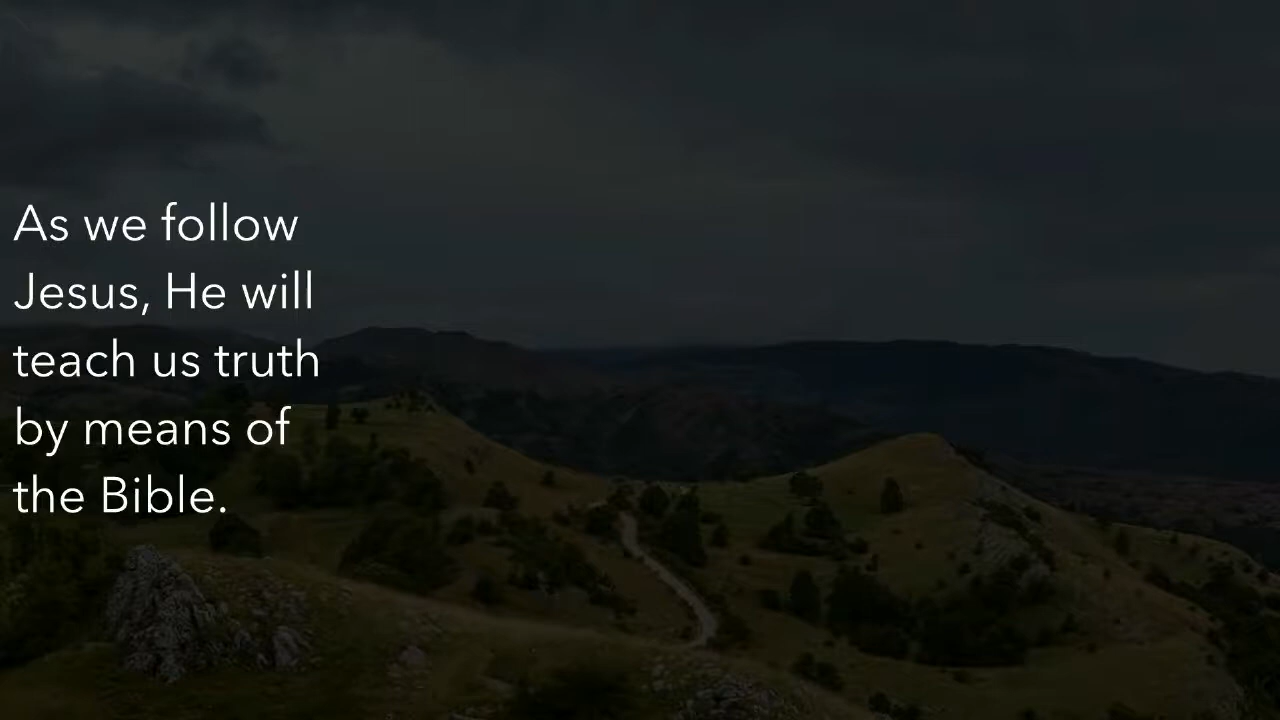 As we follow
Jesus, He will
teach us truth
by means of
the Bible.